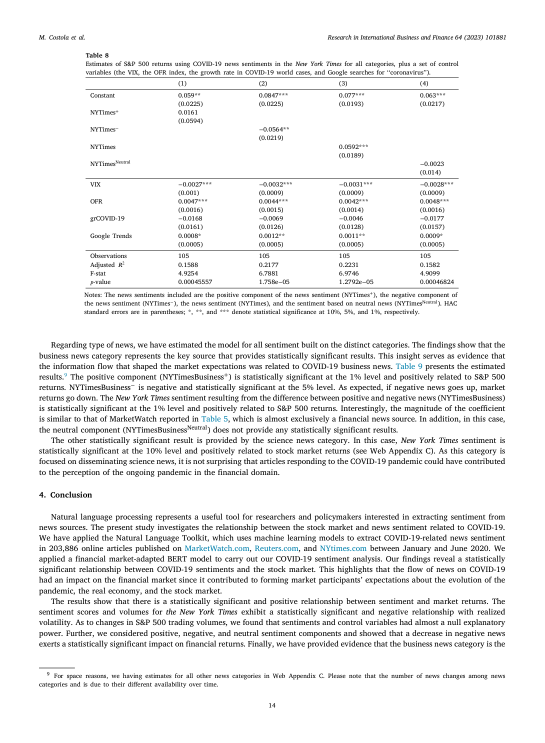 M. Costola et al.
Research in International Business and Finance 64 (2023) 101881
Table 8
Estimates of S&P 500 returns using COVID-19 news sentiments in the New York Times for all categories, plus a set of control
variables (the VIX, the OFR index, the growth rate in COVID-19 world cases, and Google searches for "coronavirus").
(1) (2) (3) (4)
Constant 0.059** 0.0847*** 0.077*** 0.063***
(0.0225) (0.0225) (0.0193) (0.0217)
NYTimes⁺ 0.0161
(0.0594)
NYTimes⁻ −0.0564**
(0.0219)
NYTimes 0.0592***
(0.0189)
NYTimesNeutral −0.0023
(0.014)
VIX −0.0027*** −0.0032*** −0.0031*** −0.0028***
(0.001) (0.0009) (0.0009) (0.0009)
OFR 0.0047*** 0.0044*** 0.0042*** 0.0048***
(0.0016) (0.0015) (0.0014) (0.0016)
grCOVID-19 −0.0168 −0.0069 −0.0046 −0.0177
(0.0161) (0.0126) (0.0128) (0.0157)
Google Trends 0.0008* 0.0012** 0.0011** 0.0009*
(0.0005) (0.0005) (0.0005) (0.0005)
Observations 105 105 105 105
Adjusted R² 0.1588 0.2177 0.2231 0.1582
F-stat 4.9254 6.7881 6.9746 4.9099
p-value 0.00045557 1.758e−05 1.2792e−05 0.00046824
Notes: The news sentiments included are the positive component of the news sentiment (NYTimes⁺), the negative component of
the news sentiment (NYTimes⁻), the news sentiment (NYTimes), and the sentiment based on neutral news (NYTimesNeutral). HAC
standard errors are in parentheses; *, **, and *** denote statistical significance at 10%, 5%, and 1%, respectively.
Regarding type of news, we have estimated the model for all sentiment built on the distinct categories. The findings show that the
business news category represents the key source that provides statistically significant results. This insight serves as evidence that
the information flow that shaped the market expectations was related to COVID-19 business news. Table 9 presents the estimated
results.⁹ The positive component (NYTimesBusiness⁺) is statistically significant at the 1% level and positively related to S&P 500
returns. NYTimesBusiness⁻ is negative and statistically significant at the 5% level. As expected, if negative news goes up, market
returns go down. The New York Times sentiment resulting from the difference between positive and negative news (NYTimesBusiness)
is statistically significant at the 1% level and positively related to S&P 500 returns. Interestingly, the magnitude of the coefficient
is similar to that of MarketWatch reported in Table 5, which is almost exclusively a financial news source. In addition, in this case,
the neutral component (NYTimesBusinessNeutral) does not provide any statistically significant results.
The other statistically significant result is provided by the science news category. In this case, New York Times sentiment is
statistically significant at the 10% level and positively related to stock market returns (see Web Appendix C). As this category is
focused on disseminating science news, it is not surprising that articles responding to the COVID-19 pandemic could have contributed
to the perception of the ongoing pandemic in the financial domain.
4. Conclusion
Natural language processing represents a useful tool for researchers and policymakers interested in extracting sentiment from
news sources. The present study investigates the relationship between the stock market and news sentiment related to COVID-19.
We have applied the Natural Language Toolkit, which uses machine learning models to extract COVID-19-related news sentiment
in 203,886 online articles published on MarketWatch.com, Reuters.com, and NYtimes.com between January and June 2020. We
applied a financial market-adapted BERT model to carry out our COVID-19 sentiment analysis. Our findings reveal a statistically
significant relationship between COVID-19 sentiments and the stock market. This highlights that the flow of news on COVID-19
had an impact on the financial market since it contributed to forming market participants' expectations about the evolution of the
pandemic, the real economy, and the stock market.
The results show that there is a statistically significant and positive relationship between sentiment and market returns. The
sentiment scores and volumes for the New York Times exhibit a statistically significant and negative relationship with realized
volatility. As to changes in S&P 500 trading volumes, we found that sentiments and control variables had almost a null explanatory
power. Further, we considered positive, negative, and neutral sentiment components and showed that a decrease in negative news
exerts a statistically significant impact on financial returns. Finally, we have provided evidence that the business news category is the
⁹ For space reasons, we having estimates for all other news categories in Web Appendix C. Please note that the number of news changes among news
categories and is due to their different availability over time.
14